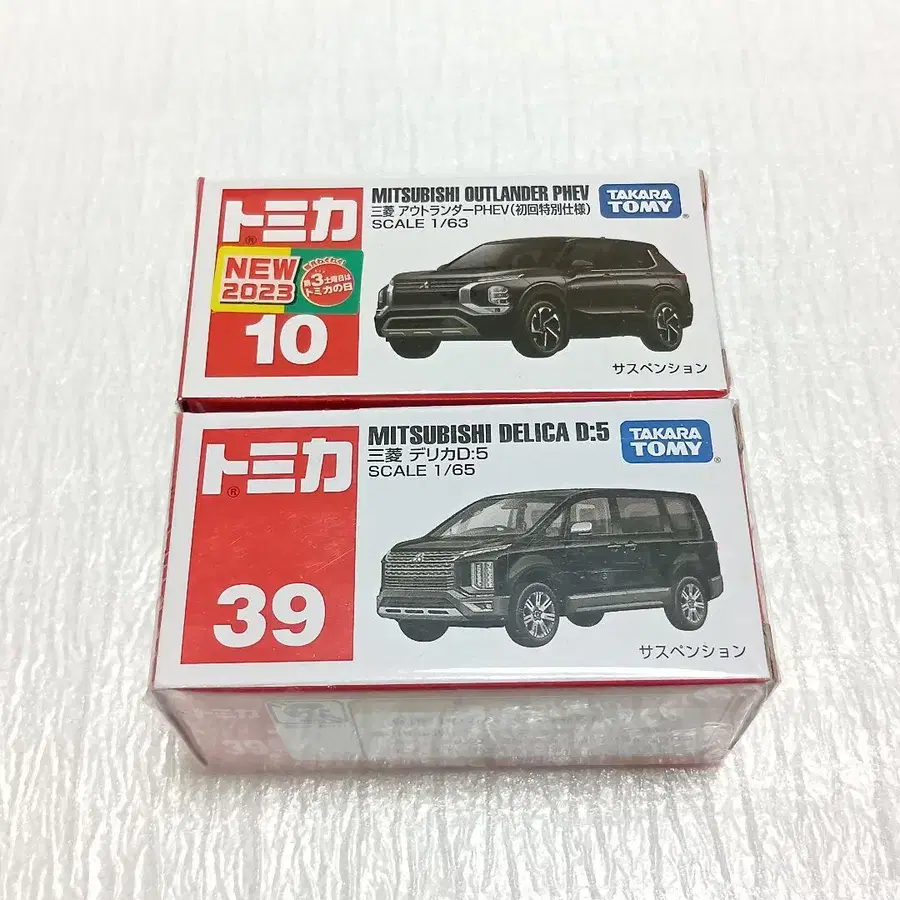 トミカ
®
NEW
2023
第3土曜日は
トミカの日
10
MITSUBISHI OUTLANDER PHEV
三菱 アウトランダーPHEV(初回特別仕様)
SCALE 1/63
TAKARA
TOMY®
サスペンション
トミカ
®
39
MITSUBISHI DELICA D:5
三菱 デリカD:5
SCALE 1/65
TAKARA
TOMY®
サスペンション
トミカ
39